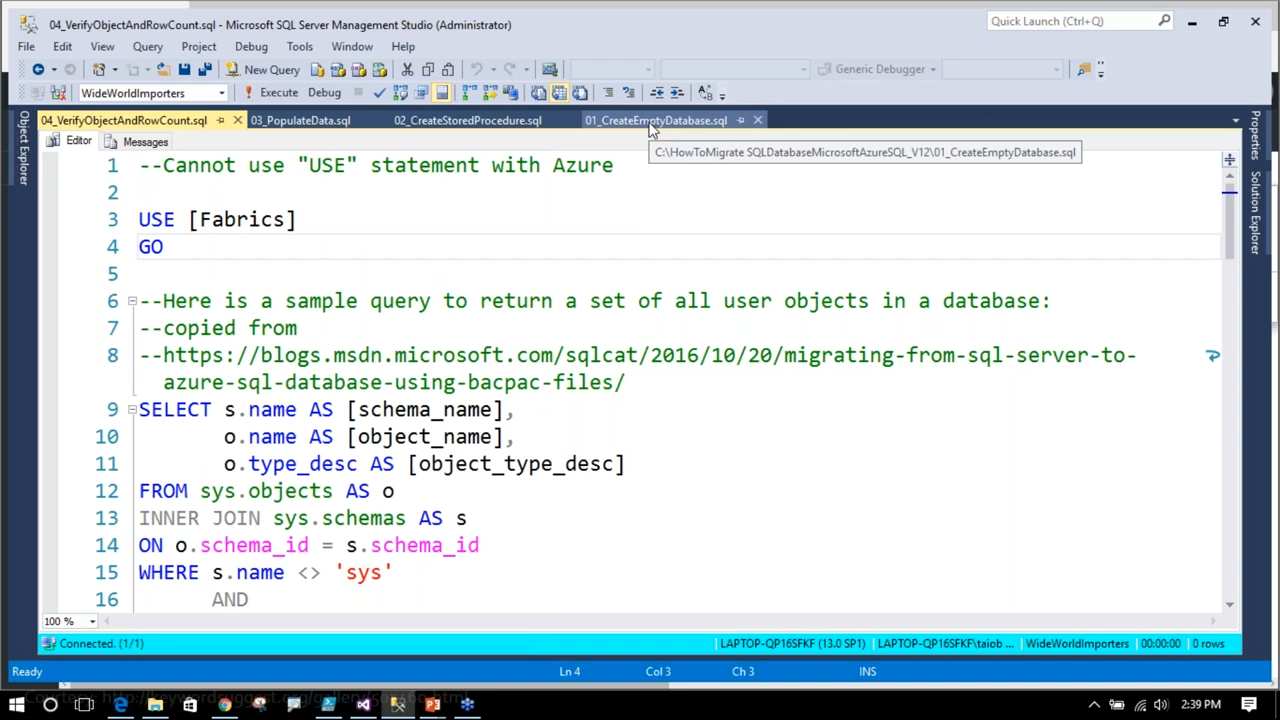 04_VerifyObjectAndRowCount.sql - Microsoft SQL Server Management Studio (Administrator)
Quick Launch (Ctrl+Q)
File Edit View Query Project Debug Tools Window Help
New Query
Generic Debugger
WideWorldImporters
Execute Debug
04_VerifyObjectAndRowCount.sql 03_PopulateData.sql 02_CreateStoredProcedure.sql 01_CreateEmptyDatabase.sql
Object Explorer
Properties
Solution Explorer
Editor Messages
C:\HowToMigrate SQLDatabaseMicrosoftAzureSQL_V12\01_CreateEmptyDatabase.sql
1 --Cannot use "USE" statement with Azure
2
3 USE [Fabrics]
4 GO
5
6 --Here is a sample query to return a set of all user objects in a database:
7 --copied from
8 --https://blogs.msdn.microsoft.com/sqlcat/2016/10/20/migrating-from-sql-server-to-
azure-sql-database-using-bacpac-files/
9 SELECT s.name AS [schema_name],
10 o.name AS [object_name],
11 o.type_desc AS [object_type_desc]
12 FROM sys.objects AS o
13 INNER JOIN sys.schemas AS s
14 ON o.schema_id = s.schema_id
15 WHERE s.name <> 'sys'
16 AND
100 %
Connected. (1/1) LAPTOP-QP16SFKF (13.0 SP1) LAPTOP-QP16SFKF\taiob ... WideWorldImporters 00:00:00 0 rows
Ready Ln 4 Col 3 Ch 3 INS
2:39 PM